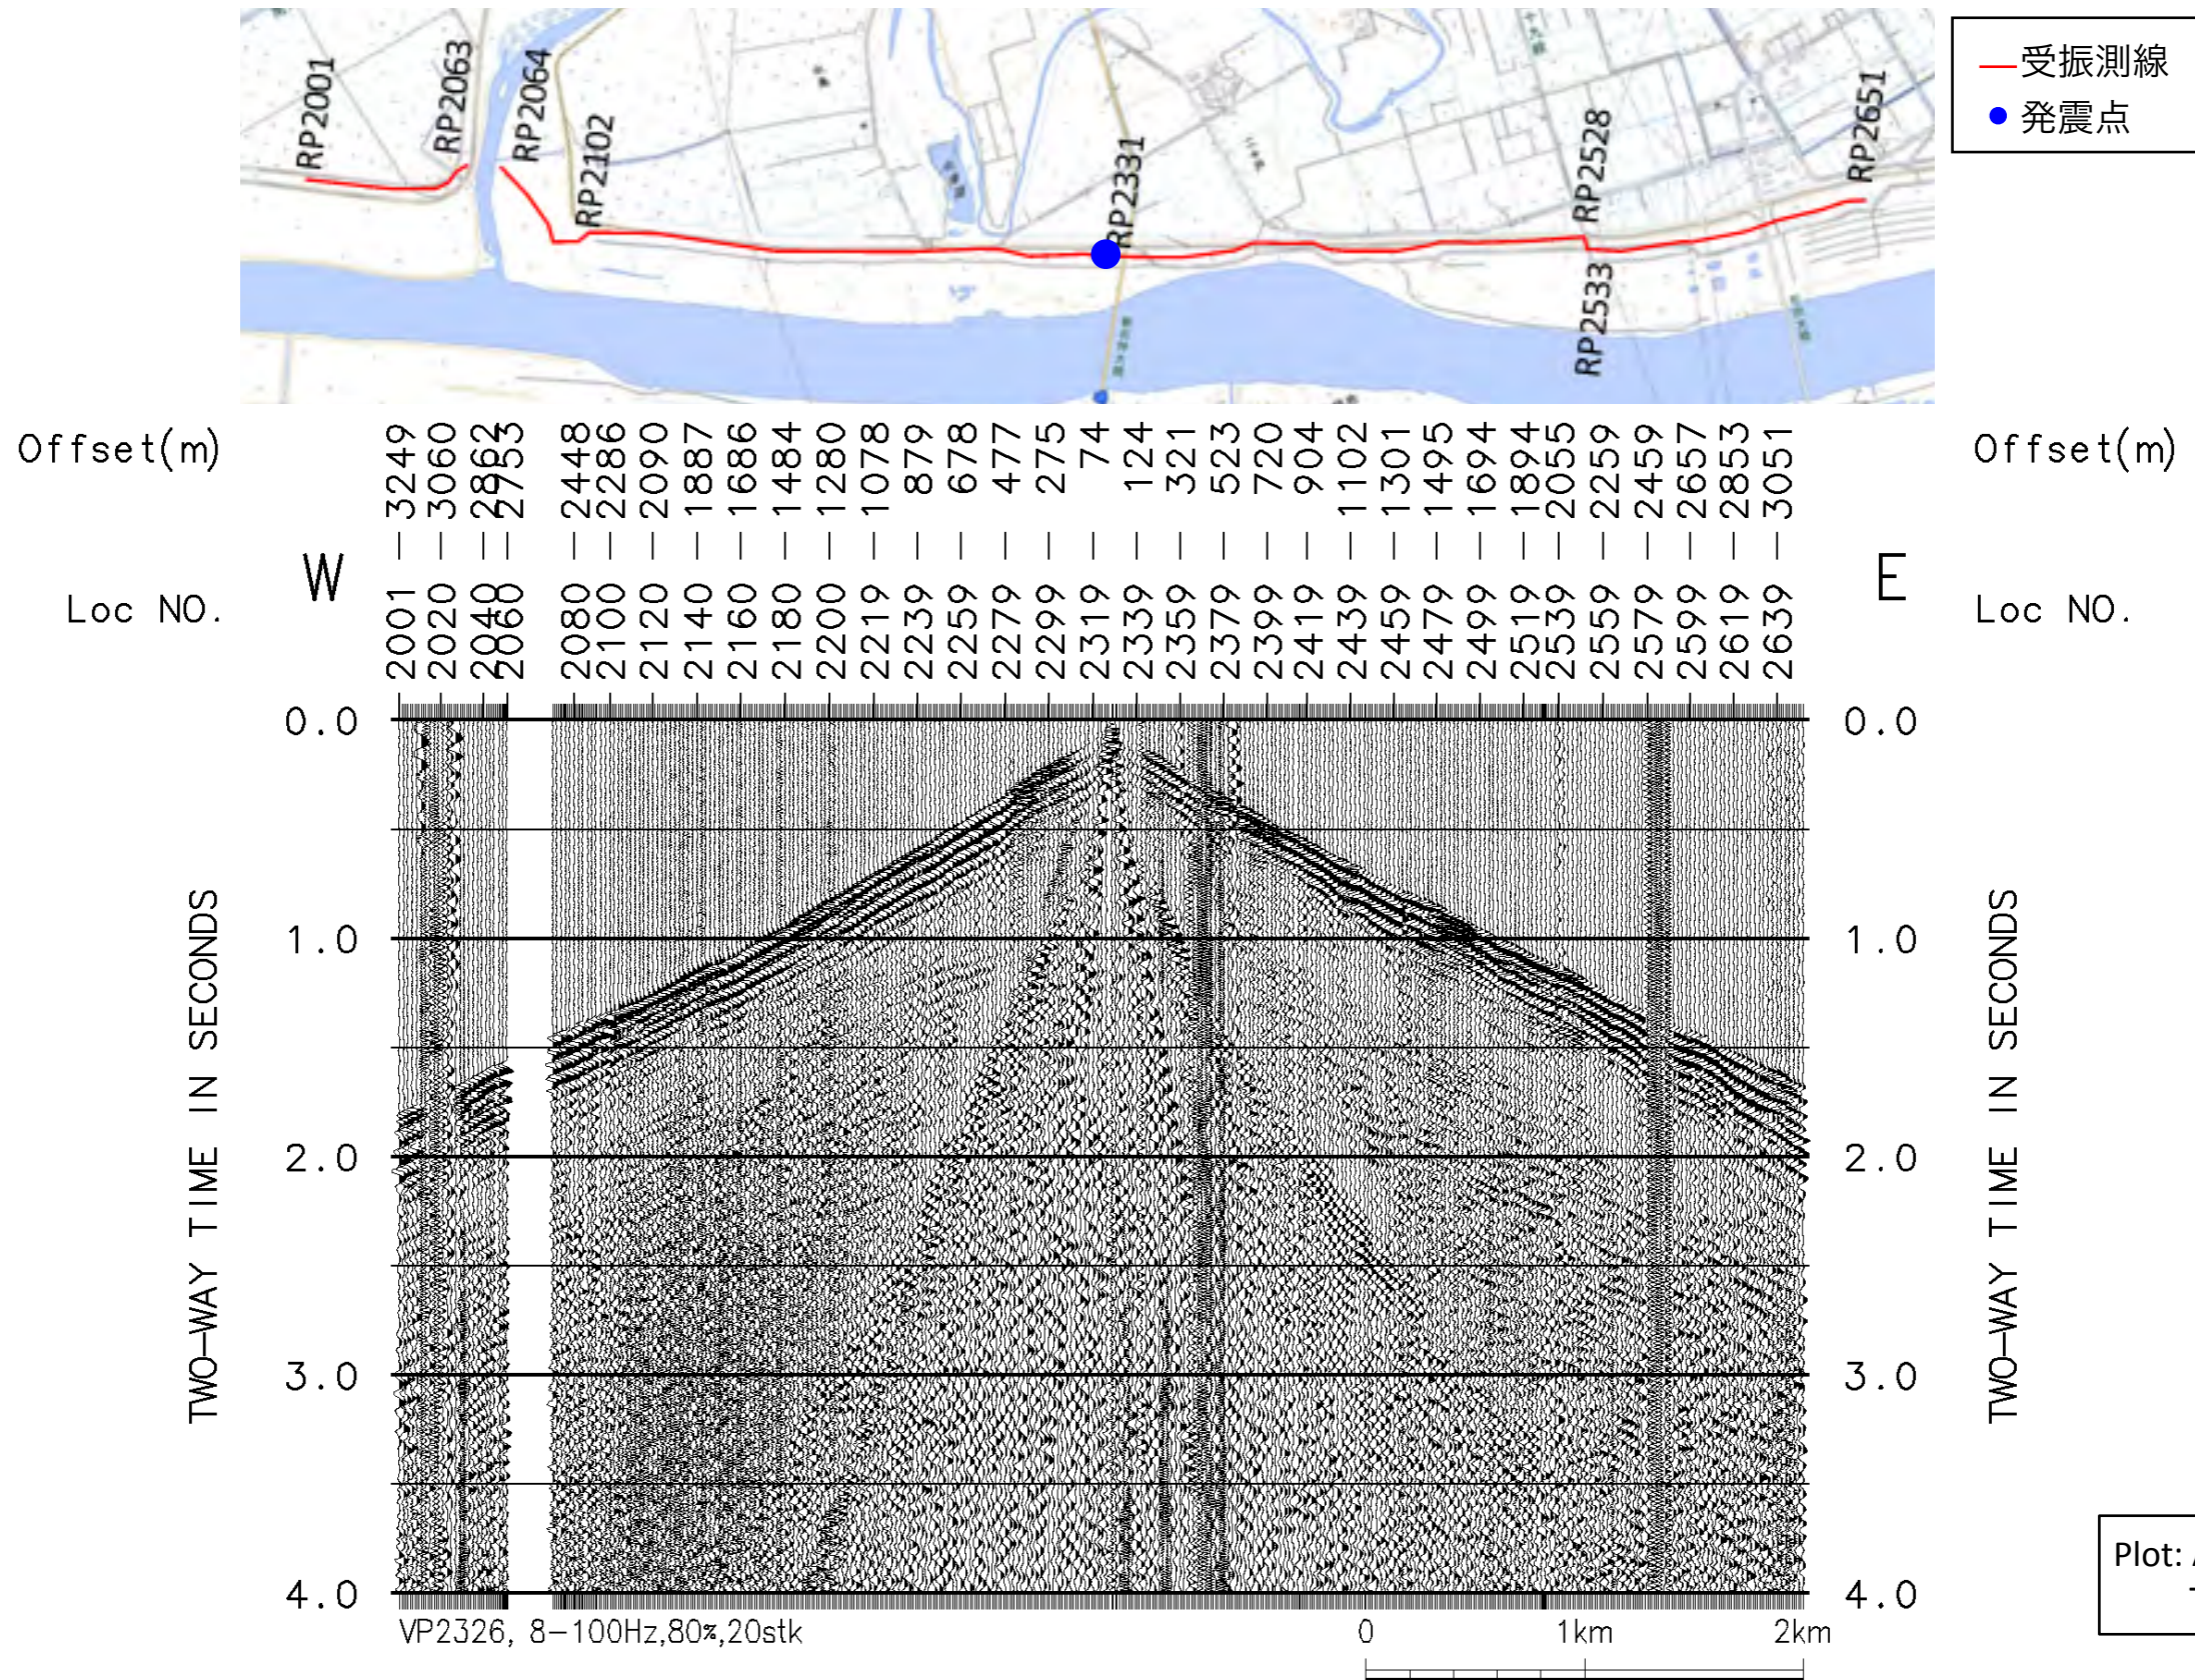 RP2001
RP2063
RP2064
RP2102
RP2331
RP2528
RP2533
RP2651
受振測線
発震点
Offset(m)
3249 3060 2862 2753 2448 2286 2090 1887 1686 1484 1280 1078 879 678 477 275 74 124 321 523 720 904 1102 1301 1495 1694 1894 2055 2259 2459 2657 2853 3051
Offset(m)
W
E
Loc NO.
2001 2020 2040 2060 2080 2100 2120 2140 2160 2180 2200 2219 2239 2259 2279 2299 2319 2339 2359 2379 2399 2419 2439 2459 2479 2499 2519 2539 2559 2579 2599 2619 2639
Loc NO.
0.0 0.0
1.0 1.0
2.0 2.0
3.0 3.0
4.0 4.0
TWO-WAY TIME IN SECONDS
TWO-WAY TIME IN SECONDS
VP2326, 8-100Hz,80%,20stk
0 1km 2km
Plot: